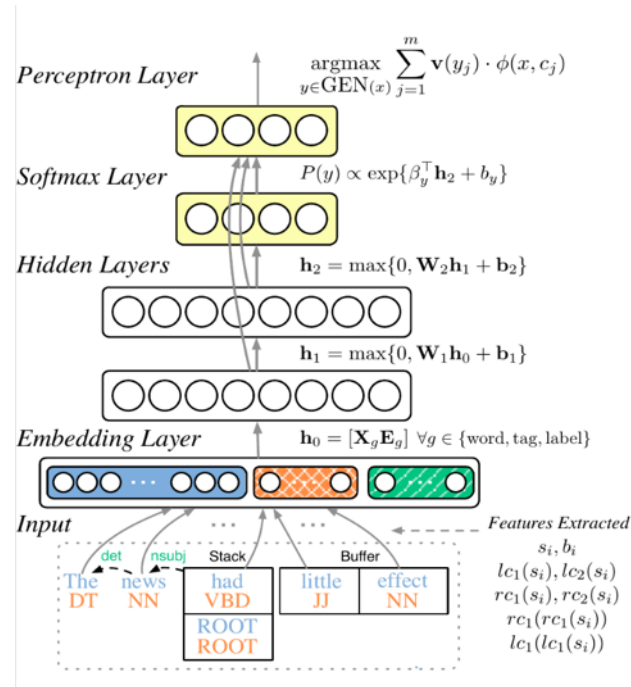 Perceptron Layer
argmax_{y∈GEN(x)} \sum_{j=1}^{m} v(y_j) · ϕ(x, c_j)
Softmax Layer
P(y) ∝ exp{β_y^⊤ h_2 + b_y}
Hidden Layers
h_2 = max{0, W_2 h_1 + b_2}
h_1 = max{0, W_1 h_0 + b_1}
Embedding Layer
h_0 = [X_g E_g] ∀g ∈ {word, tag, label}
··· ··· ···
Input
··· ···
Features Extracted
det nsubj Stack Buffer
The news had little effect
DT NN VBD JJ NN
ROOT
ROOT
s_i, b_i
lc_1(s_i), lc_2(s_i)
rc_1(s_i), rc_2(s_i)
rc_1(rc_1(s_i))
lc_1(lc_1(s_i))